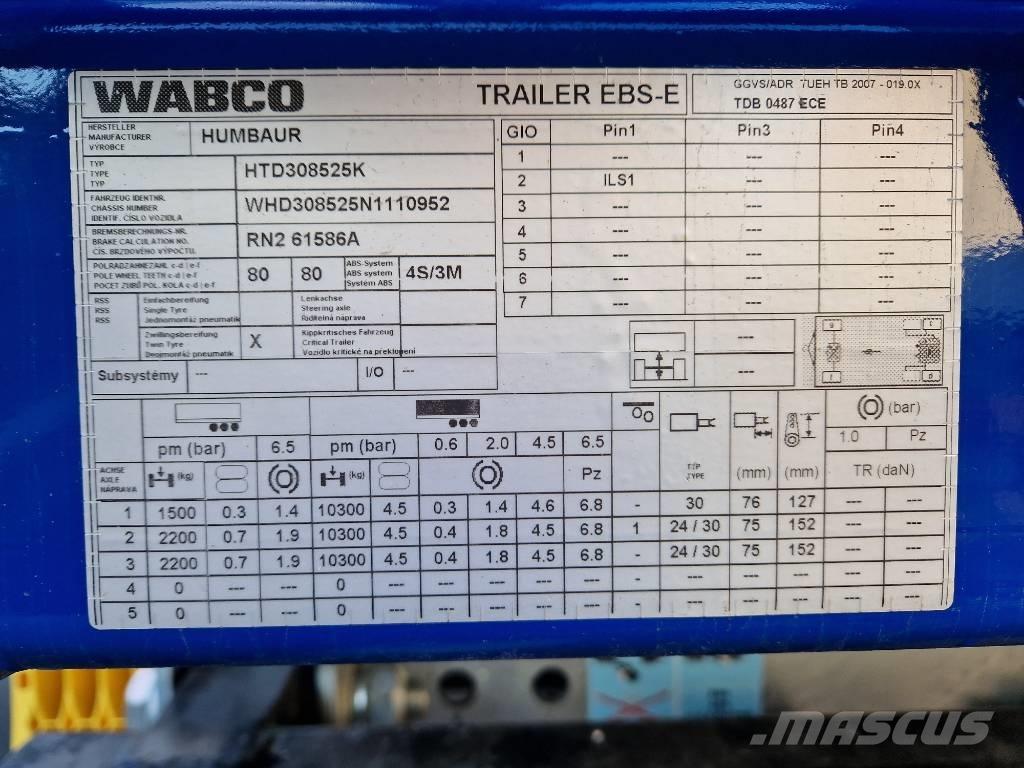 WABCO TRAILER EBS-E GGVS/ADR TUEH TB 2007 - 019.0X
TDB 0487 ECE
HERSTELLER
MANUFACTURER
VÝROBCE
HUMBAUR
TYP
TYPE
TYP
HTD308525K
FAHRZEUG IDENTNR.
CHASSIS NUMBER
IDENTIF. ČÍSLO VOZIDLA
WHD308525N1110952
BREMSBERECHNUNGS-NR.
BRAKE CALCULATION NO.
ČÍS. BRZDOVÉHO VÝPOČTU
RN2 61586A
POLRADZAHNEZAHL c-d | e-f
POLE WHEEL TEETH c-d | e-f
POCET ZUBŮ POL. KOLA c-d | e-f
80 80
ABS-System
ABS system
System ABS
4S/3M
RSS
RSS
RSS
Einfachbereifung
Single Tyre
Jednomontáž pneumatik
Lenkachse
Steering axle
Řiditelná náprava
Zwillingsbereifung
Twin Tyre
Dvojmontáž pneumatik
X
Kippkritisches Fahrzeug
Critical Trailer
Vozidlo kritické na překlopení
Subsystémy --- I/O ---
GIO Pin1 Pin3 Pin4
1 --- --- ---
2 ILS1 --- ---
3 --- --- ---
4 --- --- ---
5 --- --- ---
6 --- --- ---
7 --- --- ---
---
---
pm (bar) 6.5 pm (bar) 0.6 2.0 4.5 6.5 (bar)
1.0 Pz
ACHSE
AXLE
NÁPRAVA
(kg) (kg) Pz
TYP
TYPE
(mm) (mm) TR (daN)
1 1500 0.3 1.4 10300 4.5 0.3 1.4 4.6 6.8 - 30 76 127 --- ---
2 2200 0.7 1.9 10300 4.5 0.4 1.8 4.5 6.8 1 24 / 30 75 152 --- ---
3 2200 0.7 1.9 10300 4.5 0.4 1.8 4.5 6.8 - 24 / 30 75 152 --- ---
4 0 --- --- 0 --- --- --- --- --- - --- --- --- --- ---
5 0 --- --- 0 --- --- --- --- --- - --- --- --- --- ---
MASCUS